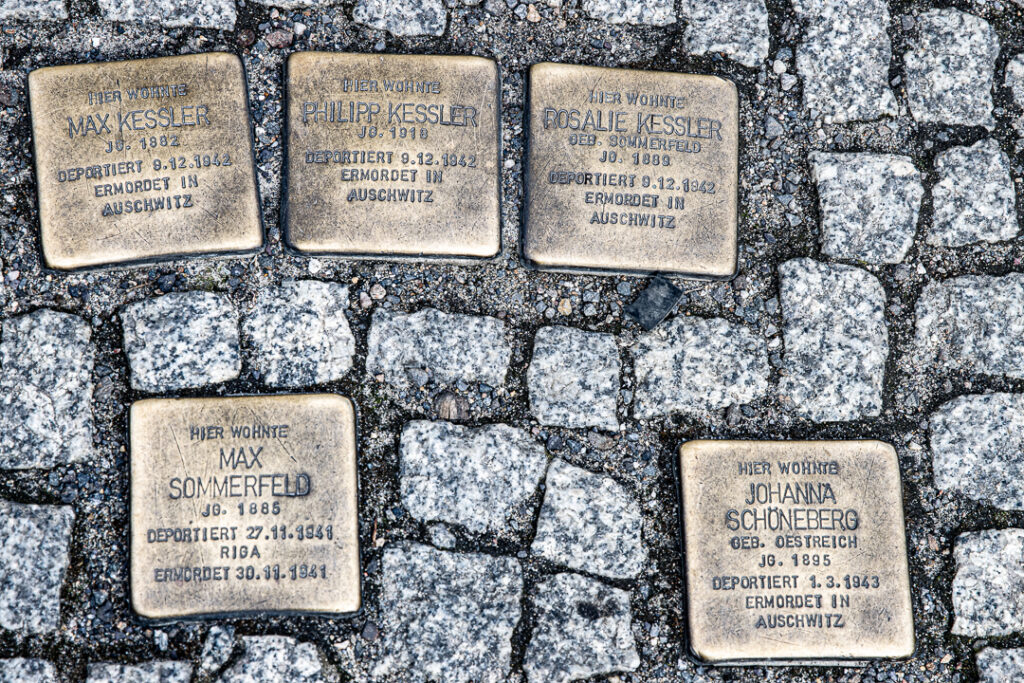 HIER WOHNTE
MAX KESSLER
JG. 1882
DEPORTIERT 9.12.1942
ERMORDET IN
AUSCHWITZ
HIER WOHNTE
PHILIPP KESSLER
JG. 1918
DEPORTIERT 9.12.1942
ERMORDET IN
AUSCHWITZ
HIER WOHNTE
ROSALIE KESSLER
GEB. SOMMERFELD
JG. 1889
DEPORTIERT 9.12.1942
ERMORDET IN
AUSCHWITZ
HIER WOHNTE
MAX
SOMMERFELD
JG. 1885
DEPORTIERT 27.11.1941
RIGA
ERMORDET 30.11.1941
HIER WOHNTE
JOHANNA
SCHÖNEBERG
GEB. OESTREICH
JG. 1895
DEPORTIERT 1.3.1943
ERMORDET IN
AUSCHWITZ